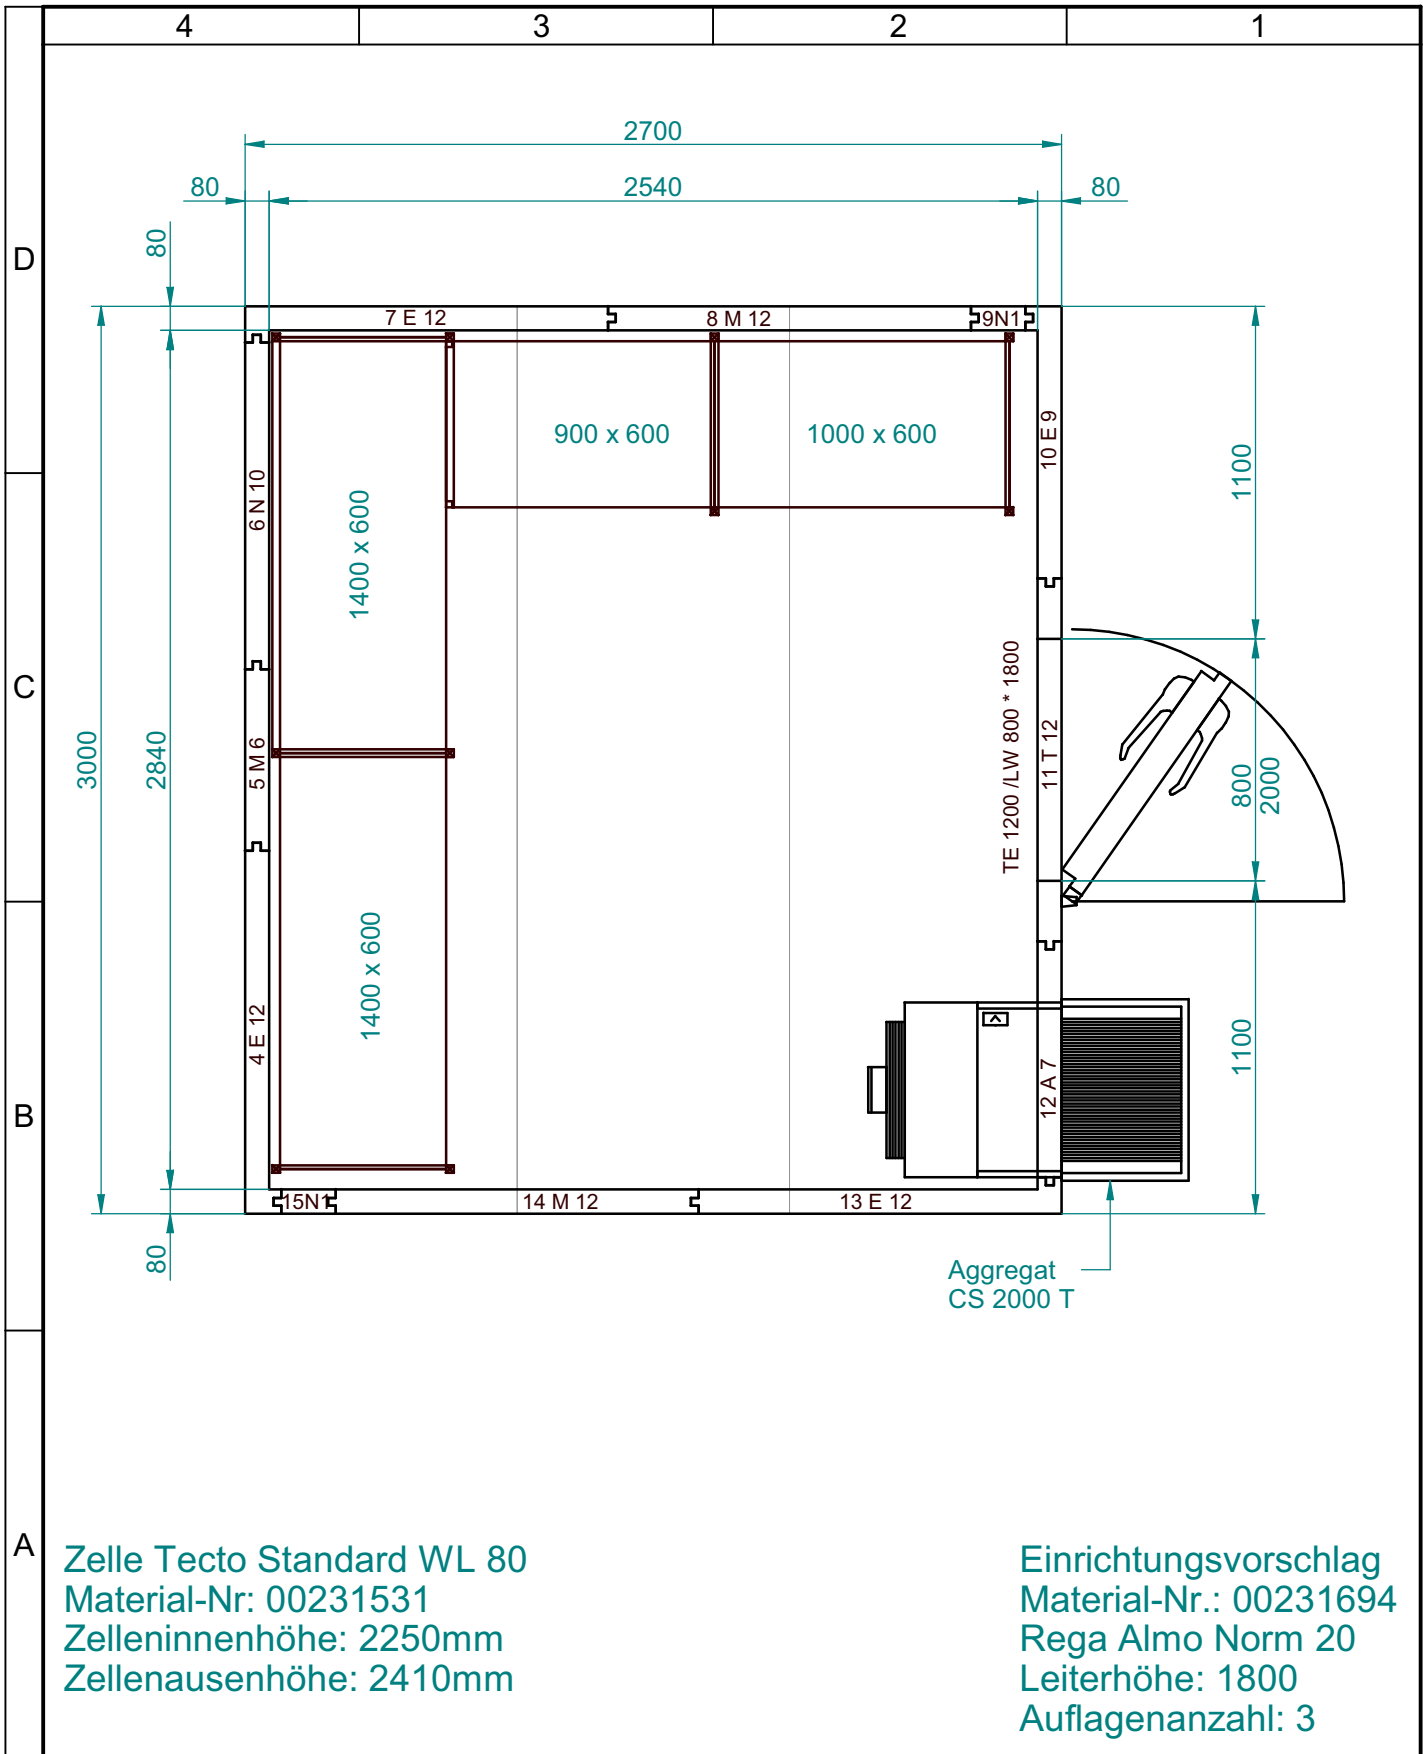 4
3
2
1
D
C
B
A
2700
80
2540
80
80
7 E 12
8 M 12
9N1
900 x 600
1000 x 600
10 E 9
1100
6 N 10
1400 x 600
3000
2840
5 M 6
TE 1200 /LW 800 * 1800
11 T 12
800
2000
1400 x 600
4 E 12
12 A 7
1100
15N1
14 M 12
13 E 12
80
Aggregat
CS 2000 T
Zelle Tecto Standard WL 80
Material-Nr: 00231531
Zelleninnenhöhe: 2250mm
Zellenausenhöhe: 2410mm
Einrichtungsvorschlag
Material-Nr.: 00231694
Rega Almo Norm 20
Leiterhöhe: 1800
Auflagenanzahl: 3